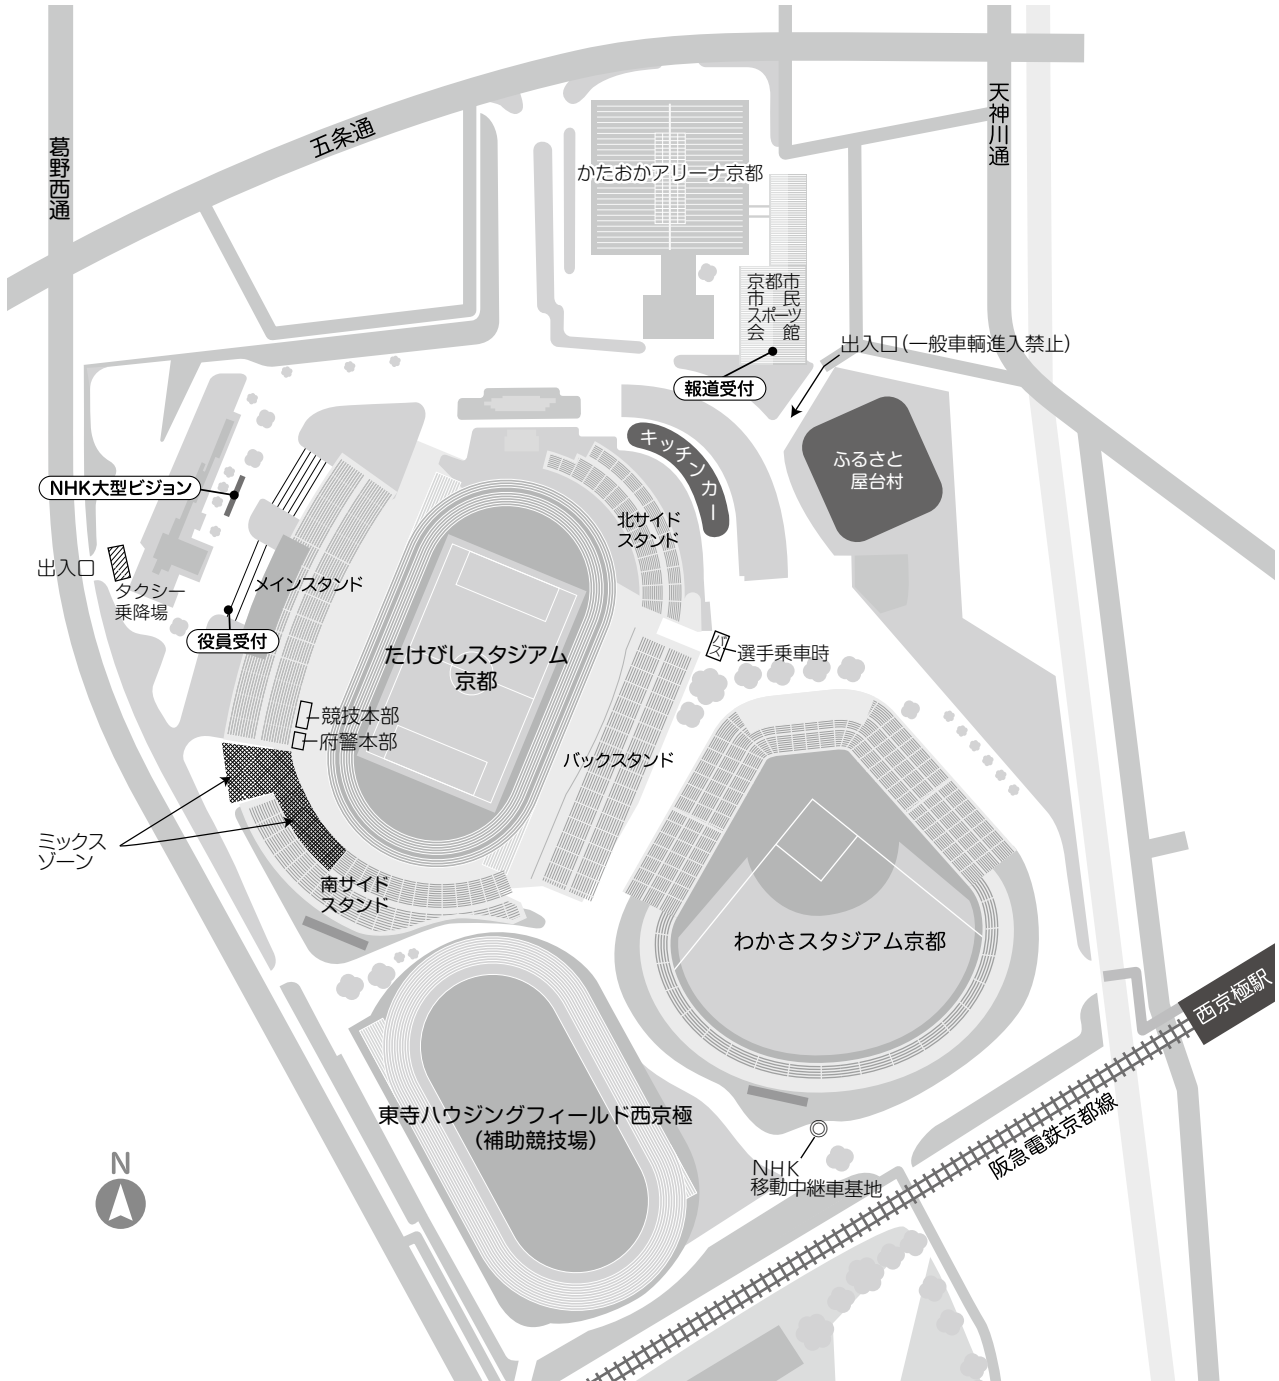 五条通
葛野西通
天神川通
かたおかアリーナ京都
京都市
市民
スポーツ
会館
出入口(一般車輌進入禁止)
報道受付
キッチンカー
ふるさと
屋台村
NHK大型ビジョン
北サイド
スタンド
出入口
タクシー
乗降場
メインスタンド
役員受付
バス
選手乗車時
たけびしスタジアム
京都
競技本部
府警本部
バックスタンド
ミックス
ゾーン
南サイド
スタンド
わかさスタジアム京都
西京極駅
東寺ハウジングフィールド西京極
(補助競技場)
阪急電鉄京都線
NHK
移動中継車基地
N